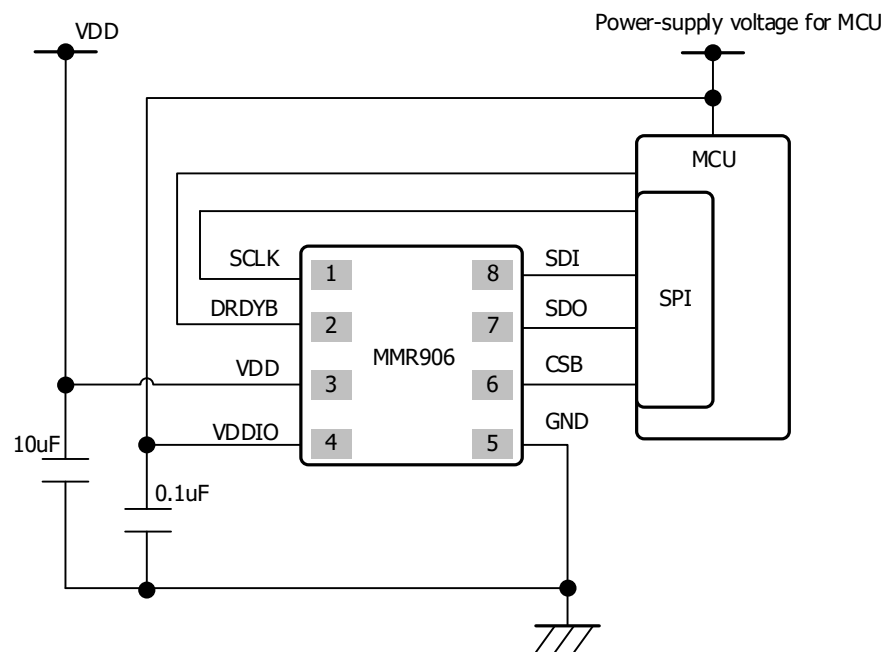 VDD
Power-supply voltage for MCU
MCU
SCLK
1
8
SDI
SPI
DRDYB
2
7
SDO
MMR906
VDD
3
6
CSB
VDDIO
4
5
GND
10uF
0.1uF